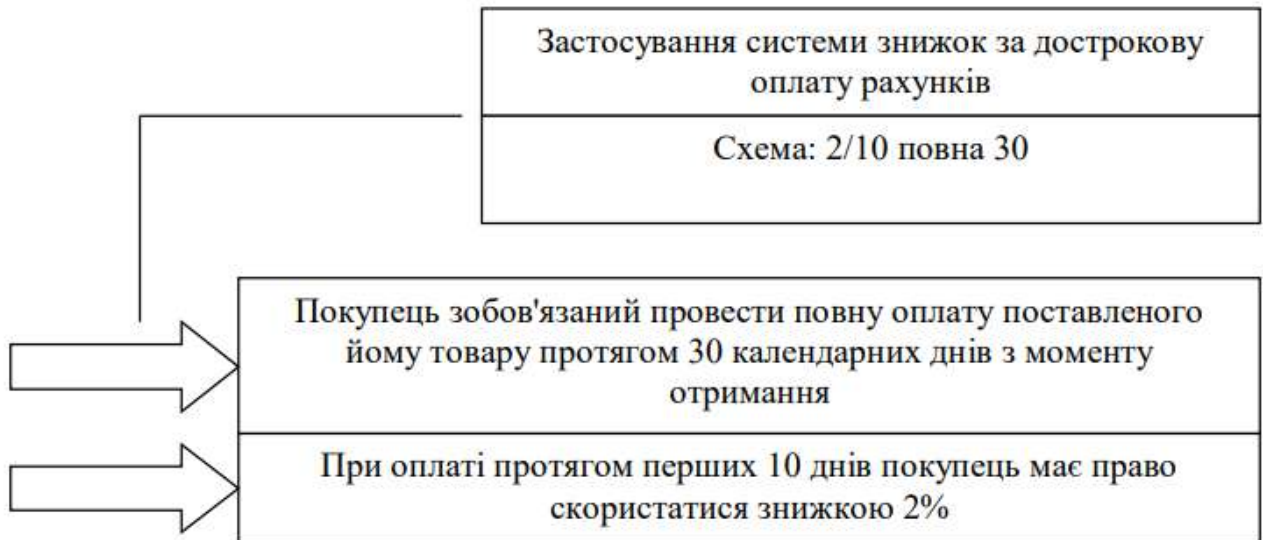 Застосування системи знижок за дострокову
оплату рахунків
Схема: 2/10 повна 30
Покупець зобов'язаний провести повну оплату поставленого
йому товару протягом 30 календарних днів з моменту
отримання
При оплаті протягом перших 10 днів покупець має право
скористатися знижкою 2%